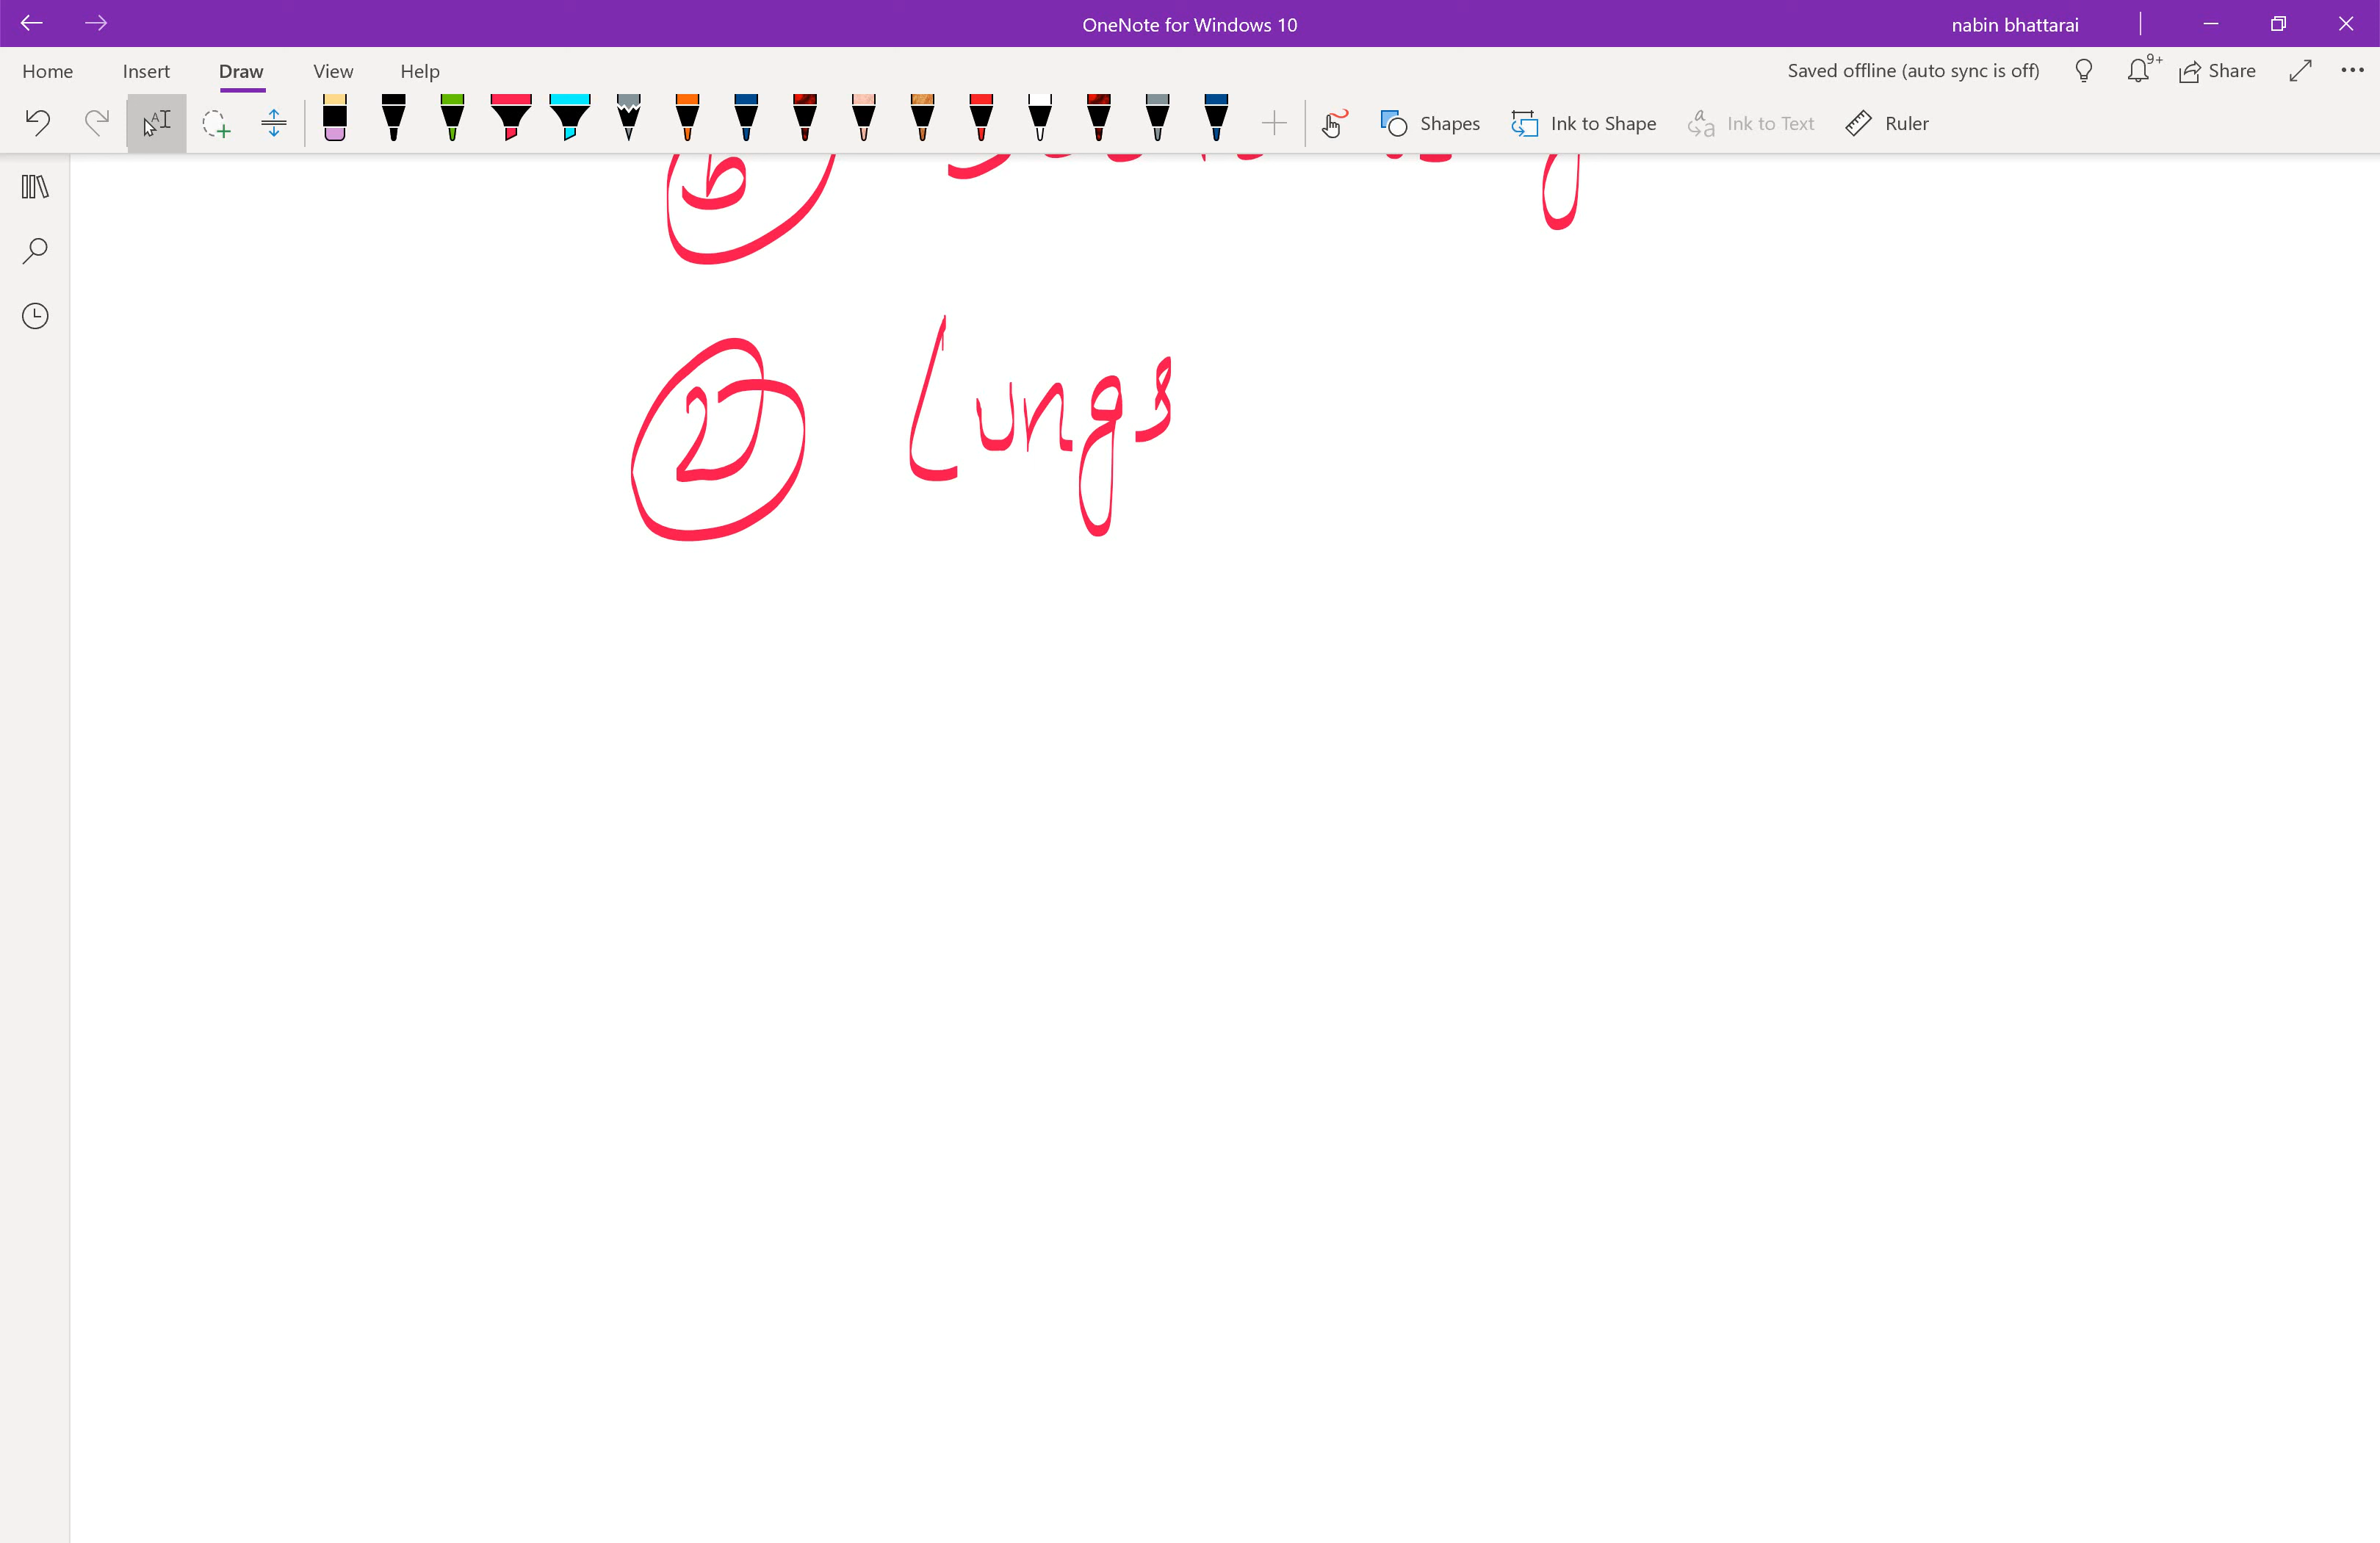 OneNote for Windows 10
nabin bhattarai
Home Insert Draw View Help
Saved offline (auto sync is off)
9+
Share
Shapes
Ink to Shape
Ink to Text
Ruler
b
2) Lungs